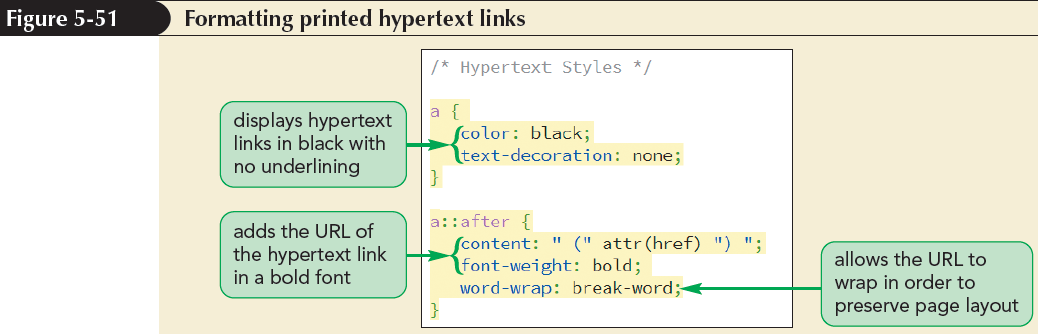 Figure 5-51
Formatting printed hypertext links
/* Hypertext Styles */
displays hypertext
links in black with
no underlining
a {
color: black;
text-decoration: none;
}
adds the URL of
the hypertext link
in a bold font
a::after {
content: " (" attr(href) ") ";
font-weight: bold;
word-wrap: break-word;
}
allows the URL to
wrap in order to
preserve page layout